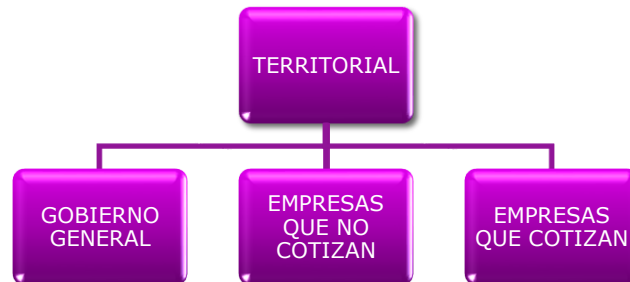 TERRITORIAL
GOBIERNO
GENERAL
EMPRESAS
QUE NO
COTIZAN
EMPRESAS
QUE COTIZAN